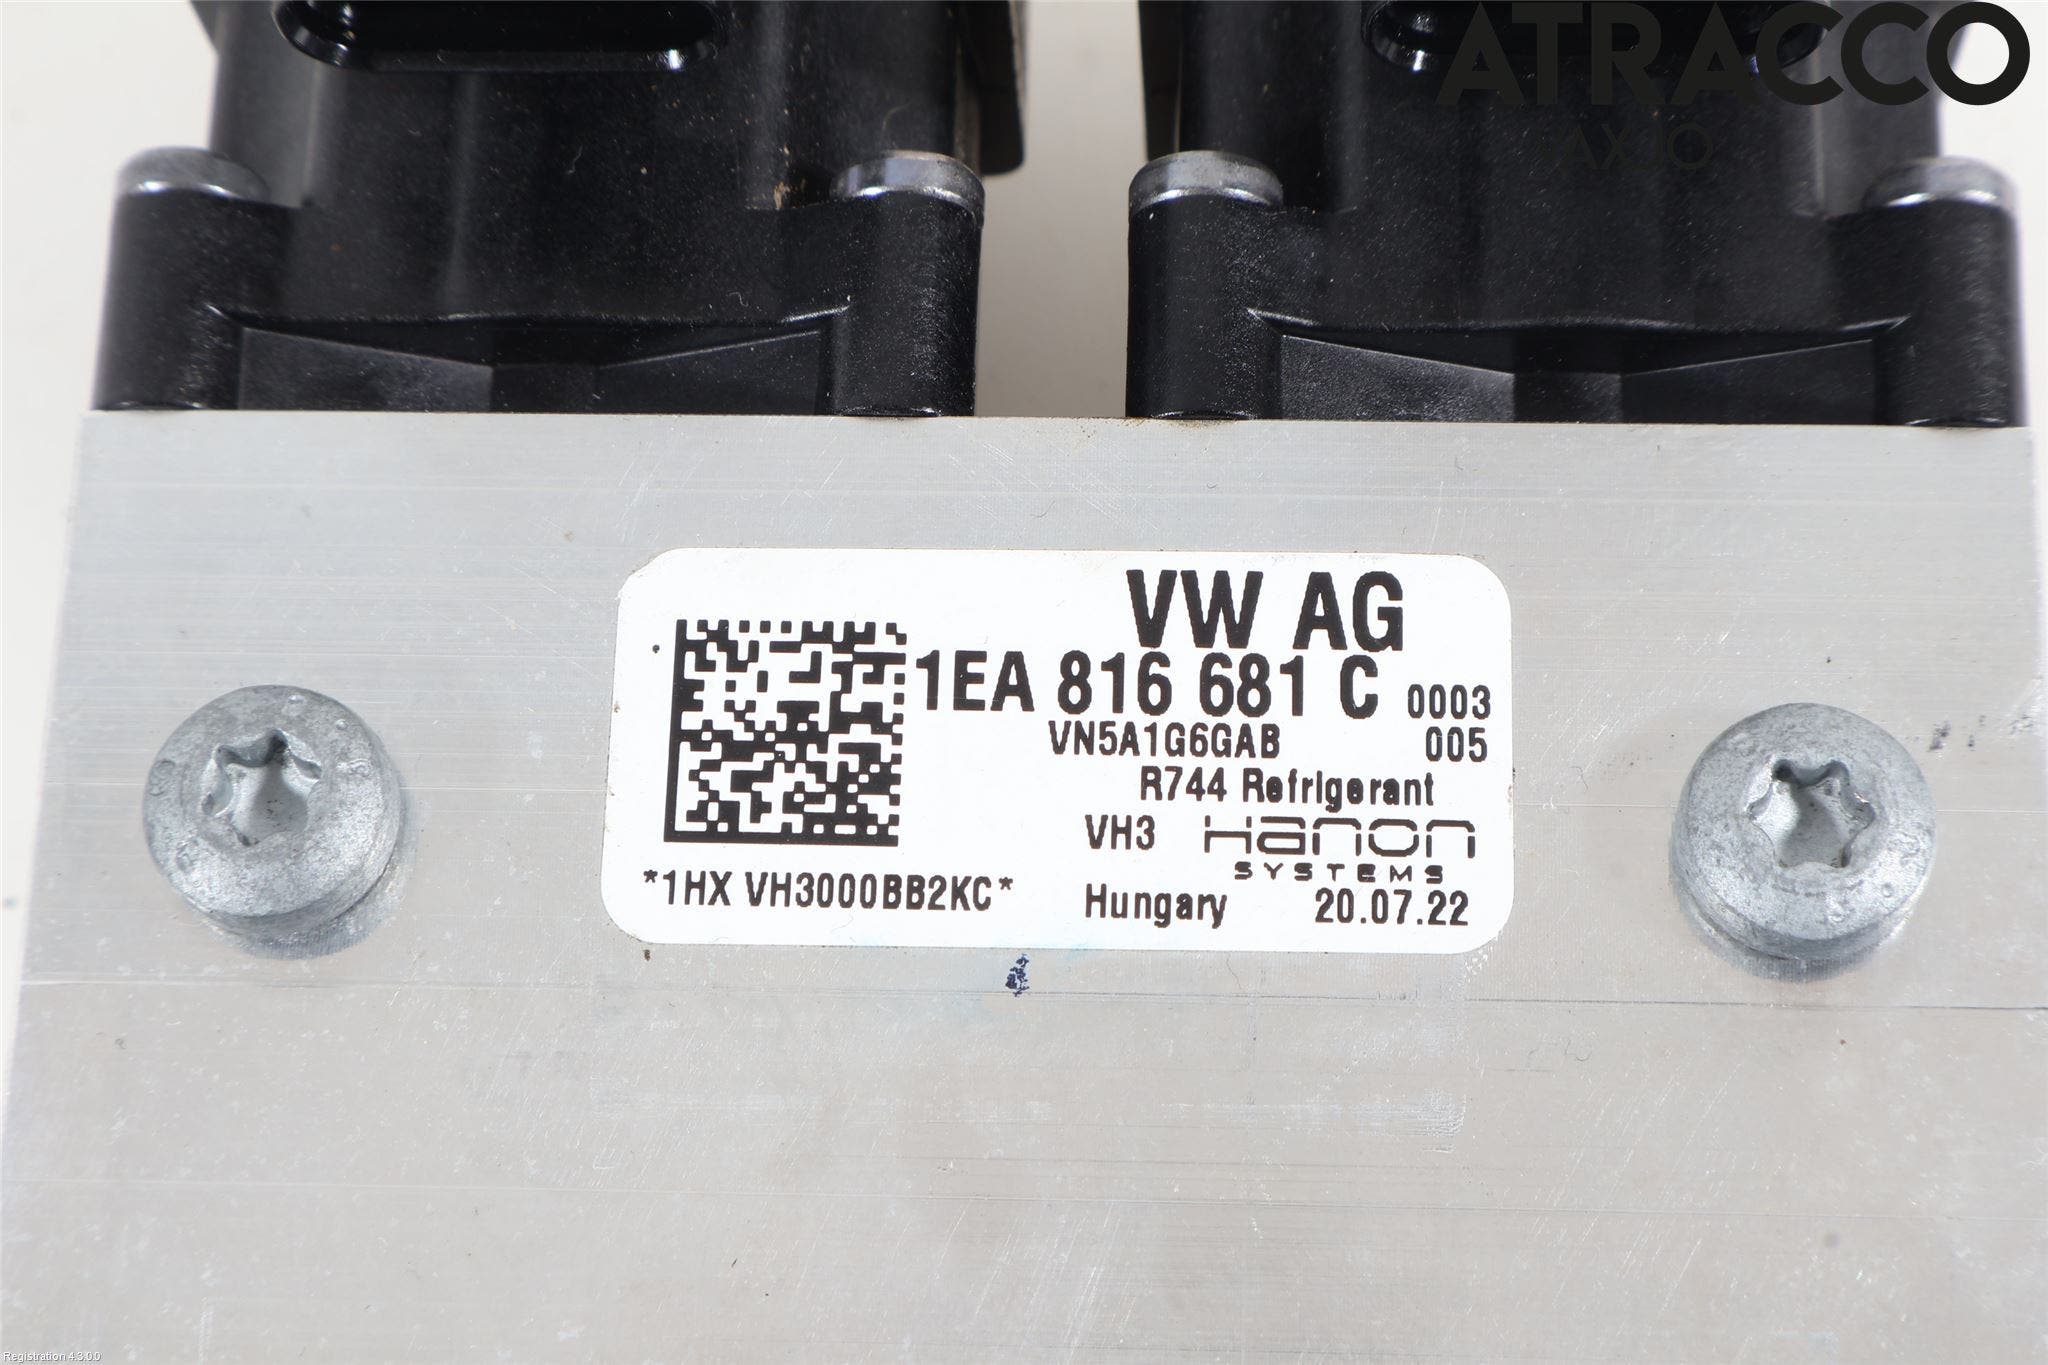 ATRACCO
VW AG
1EA 816 681 C 0003
VN5A1G6GAB 005
R744 Refrigerant
VH3 Hanon
SYSTEMS
*1HX VH3000BB2KC* Hungary 20.07.22
Registration 4.3.0.0